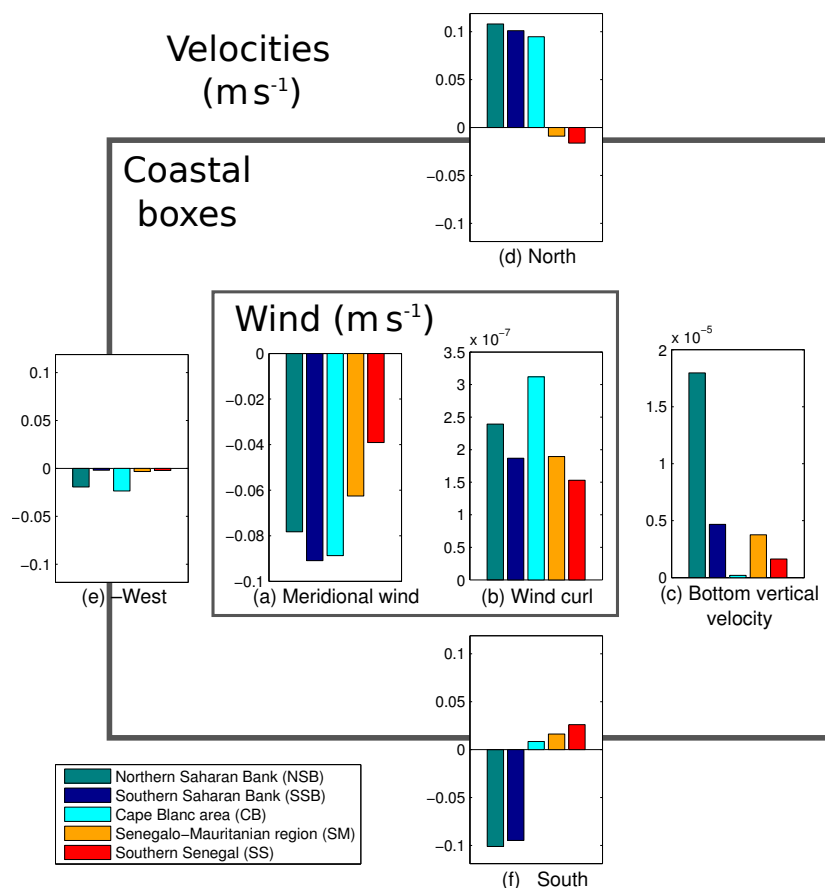 Velocities
(m s-1)
0.1
0.05
0
−0.05
−0.1
(d) North
Coastal
boxes
Wind (m s-1)
0.1
0.05
0
−0.05
−0.1
(e) −West
0
−0.02
−0.04
−0.06
−0.08
−0.1
(a) Meridional wind
x 10−7
3.5
3
2.5
2
1.5
1
0.5
0
(b) Wind curl
x 10−5
2
1.5
1
0.5
0
(c) Bottom vertical
velocity
0.1
0.05
0
−0.05
−0.1
(f) South
Northern Saharan Bank (NSB)
Southern Saharan Bank (SSB)
Cape Blanc area (CB)
Senegalo−Mauritanian region (SM)
Southern Senegal (SS)